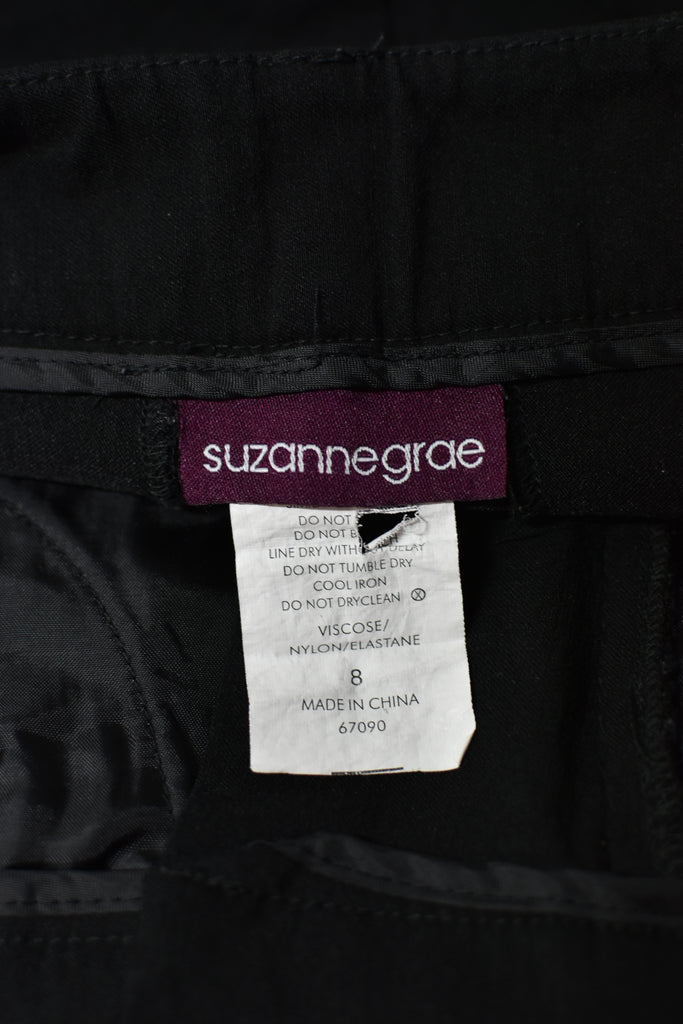 suzannegrae
DO NOT
DO NOT
LINE DRY WITH DELAY
DO NOT TUMBLE DRY
COOL IRON
DO NOT DRYCLEAN Ⓧ
VISCOSE/
NYLON/ELASTANE
8
MADE IN CHINA
67090